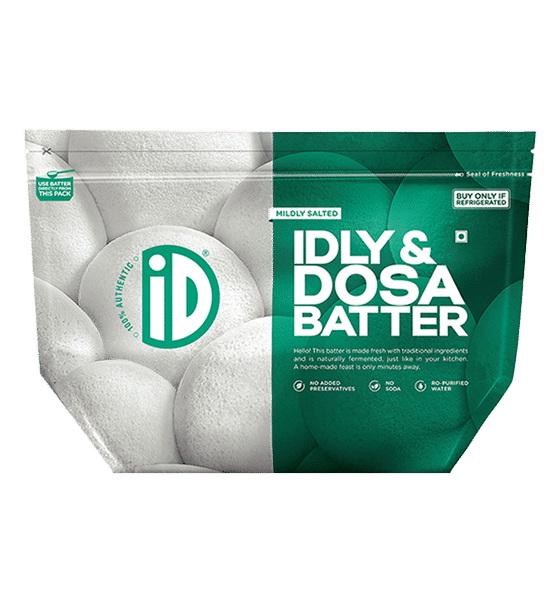 USE BATTER
DIRECTLY FROM
THIS PACK
Seal of Freshness
BUY ONLY IF
REFRIGERATED
MILDLY SALTED
100% AUTHENTIC
iD
®
IDLY &
DOSA
BATTER
Hello! This batter is made fresh with traditional ingredients
and is naturally fermented, just like in your kitchen.
A home-made feast is only minutes away.
NO ADDED
PRESERVATIVES
NO
SODA
RO-PURIFIED
WATER